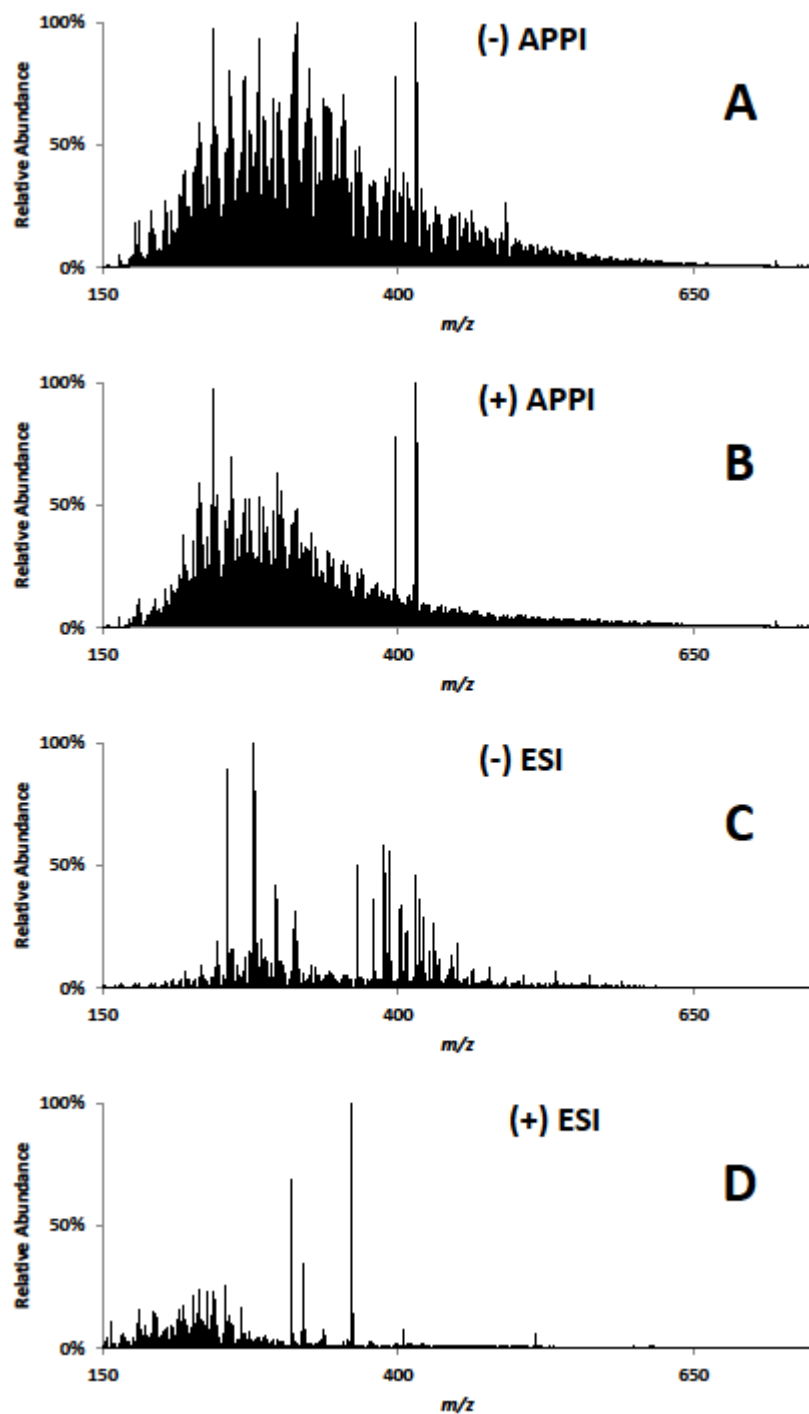 100%
(-) APPI
A
Relative Abundance
50%
0%
150
400
650
m/z
100%
(+) APPI
B
Relative Abundance
50%
0%
150
400
650
m/z
100%
(-) ESI
C
Relative Abundance
50%
0%
150
400
650
m/z
100%
(+) ESI
D
Relative Abundance
50%
0%
150
400
650
m/z